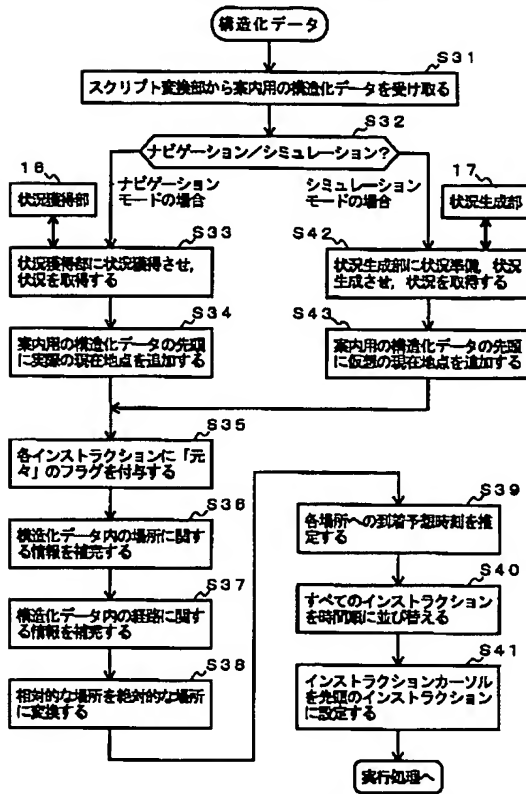 構造化データ
S31
スクリプト変換部から案内用の構造化データを受け取る
S32
ナビゲーション/シミュレーション?
ナビゲーション
モードの場合
シミュレーション
モードの場合
16
状況獲得部
17
状況生成部
S33
状況獲得部に状況獲得させ,
状況を取得する
S42
状況生成部に状況準備,状況
生成させ,状況を取得する
S34
案内用の構造化データの先頭
に実際の現在地点を追加する
S43
案内用の構造化データの先頭
に仮想の現在地点を追加する
S35
各インストラクションに「元
々」のフラグを付与する
S36
構造化データ内の場所に関す
る情報を補完する
S37
構造化データ内の経路に関す
る情報を補完する
S38
相対的な場所を絶対的な場所
に変換する
S39
各場所への到着予想時刻を推
定する
S40
すべてのインストラクション
を時間順に並び替える
S41
インストラクションカーソル
を先頭のインストラクション
に設定する
実行処理へ